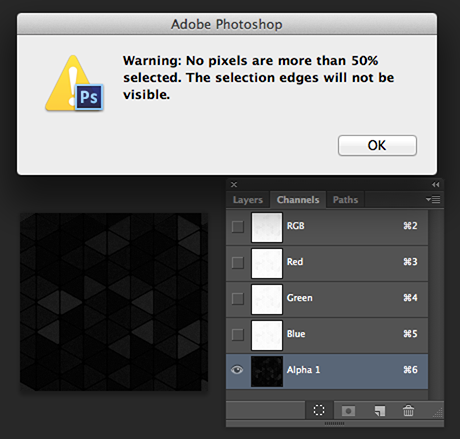 Adobe Photoshop
Warning: No pixels are more than 50%
selected. The selection edges will not be
visible.
Ps
OK
Layers Channels Paths
RGB ⌘2
Red ⌘3
Green ⌘4
Blue ⌘5
Alpha 1 ⌘6